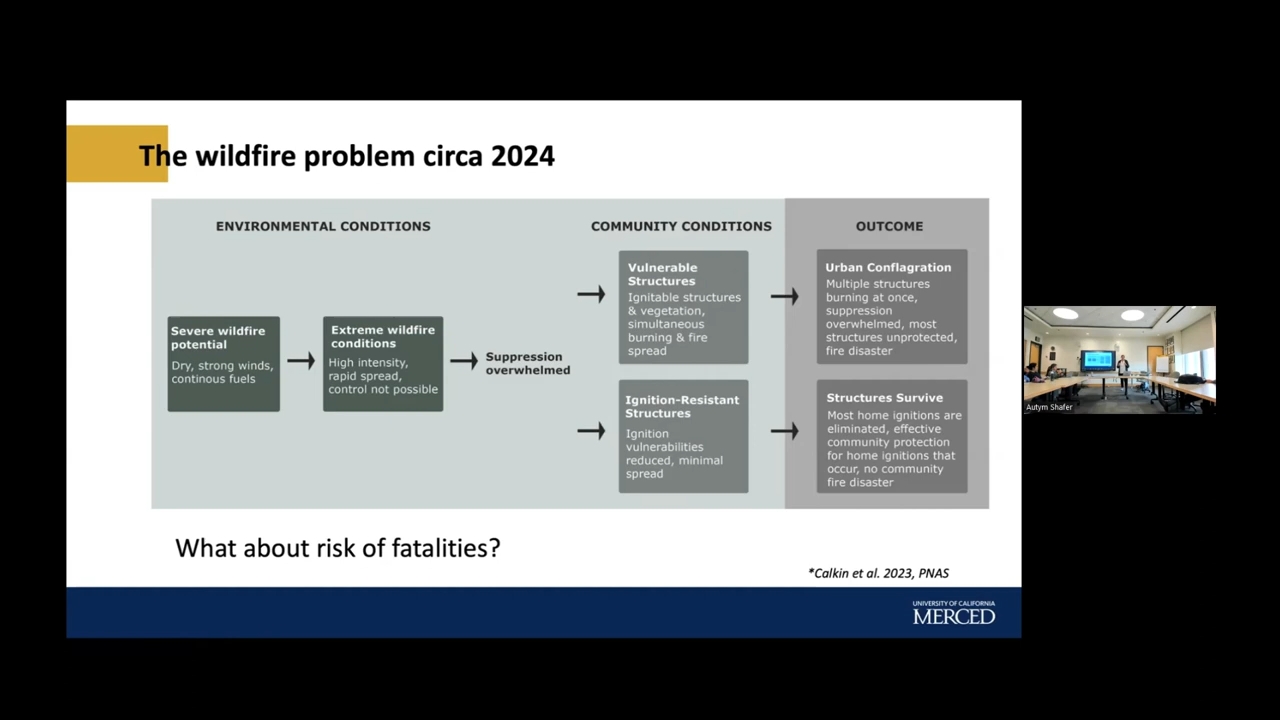 The wildfire problem circa 2024
ENVIRONMENTAL CONDITIONS
COMMUNITY CONDITIONS
OUTCOME
Severe wildfire
potential
Dry, strong winds,
continous fuels
Extreme wildfire
conditions
High intensity,
rapid spread,
control not possible
Suppression
overwhelmed
Vulnerable
Structures
Ignitable structures
& vegetation,
simultaneous
burning & fire
spread
Urban Conflagration
Multiple structures
burning at once,
suppression
overwhelmed, most
structures unprotected,
fire disaster
Ignition-Resistant
Structures
Ignition
vulnerabilities
reduced, minimal
spread
Structures Survive
Most home ignitions are
eliminated, effective
community protection
for home ignitions that
occur, no community
fire disaster
What about risk of fatalities?
*Calkin et al. 2023, PNAS
UNIVERSITY OF CALIFORNIA
MERCED
Autym Shafer